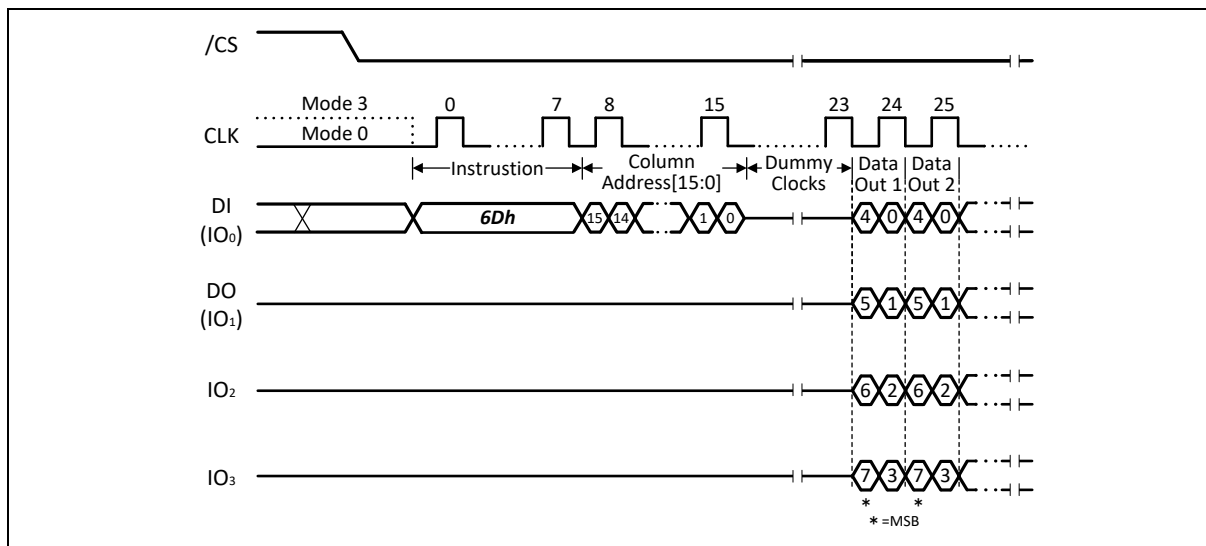 /CS
Mode 3
0
7
8
15
23
24
25
CLK
Mode 0
Instrustion
Column
Address[15:0]
Dummy
Clocks
Data
Out 1
Data
Out 2
DI
(IO₀)
6Dh
15
14
1
0
4
0
4
0
DO
(IO₁)
5
1
5
1
IO₂
6
2
6
2
IO₃
7
3
7
3
* *
* =MSB